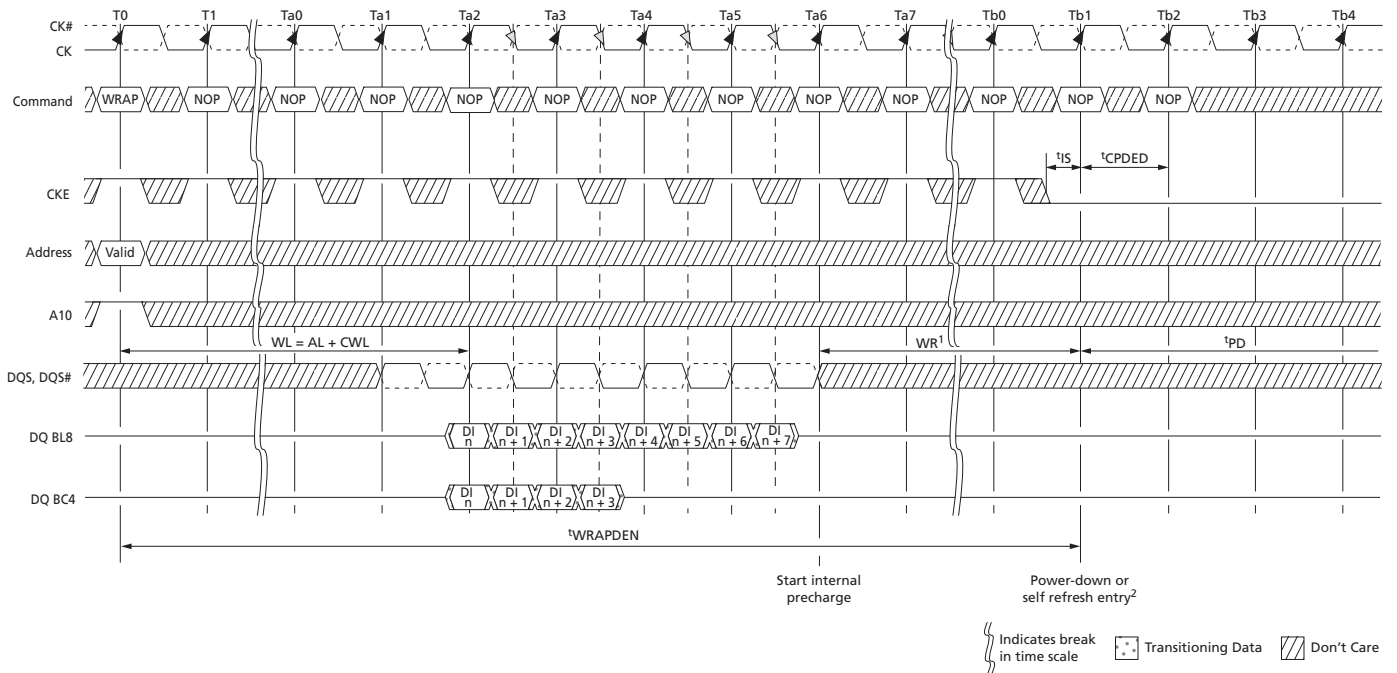 T0 T1 Ta0 Ta1 Ta2 Ta3 Ta4 Ta5 Ta6 Ta7 Tb0 Tb1 Tb2 Tb3 Tb4
CK#
CK
Command WRAP NOP NOP NOP NOP NOP NOP NOP NOP NOP NOP NOP NOP
tIS tCPDED
CKE
Address Valid
A10
WL = AL + CWL WR1 tPD
DQS, DQS#
DQ BL8 DI n DI n + 1 DI n + 2 DI n + 3 DI n + 4 DI n + 5 DI n + 6 DI n + 7
DQ BC4 DI n DI n + 1 DI n + 2 DI n + 3
tWRAPDEN
Start internal
precharge
Power-down or
self refresh entry2
Indicates break
in time scale
Transitioning Data
Don't Care